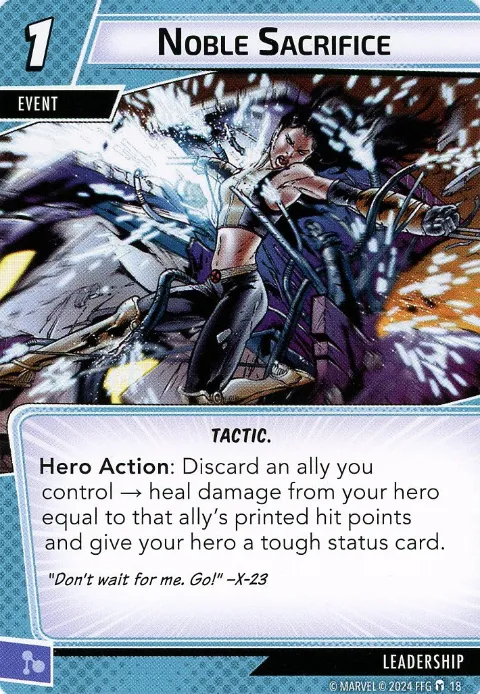 1
NOBLE SACRIFICE
EVENT
TACTIC.
Hero Action: Discard an ally you
control → heal damage from your hero
equal to that ally's printed hit points
and give your hero a tough status card.
"Don't wait for me. Go!" –X-23
LEADERSHIP
© MARVEL © 2024 FFG 18